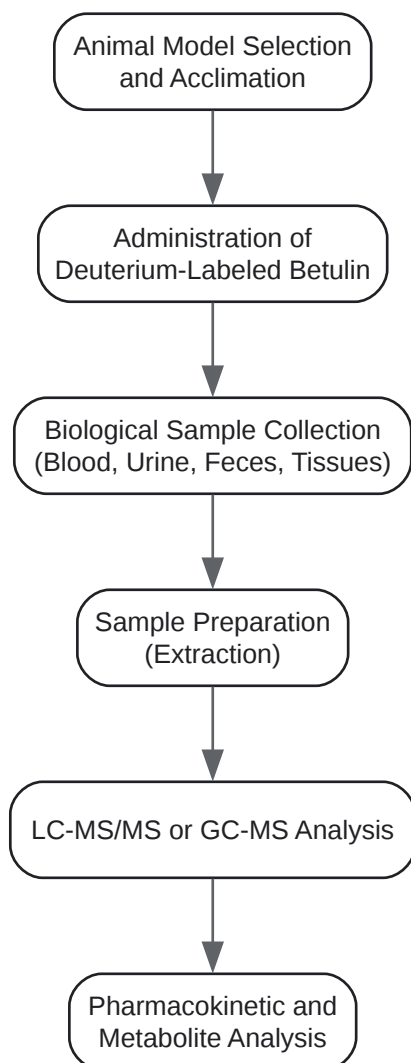 Animal Model Selection
and Acclimation
Administration of
Deuterium-Labeled Betulin
Biological Sample Collection
(Blood, Urine, Feces, Tissues)
Sample Preparation
(Extraction)
LC-MS/MS or GC-MS Analysis
Pharmacokinetic and
Metabolite Analysis